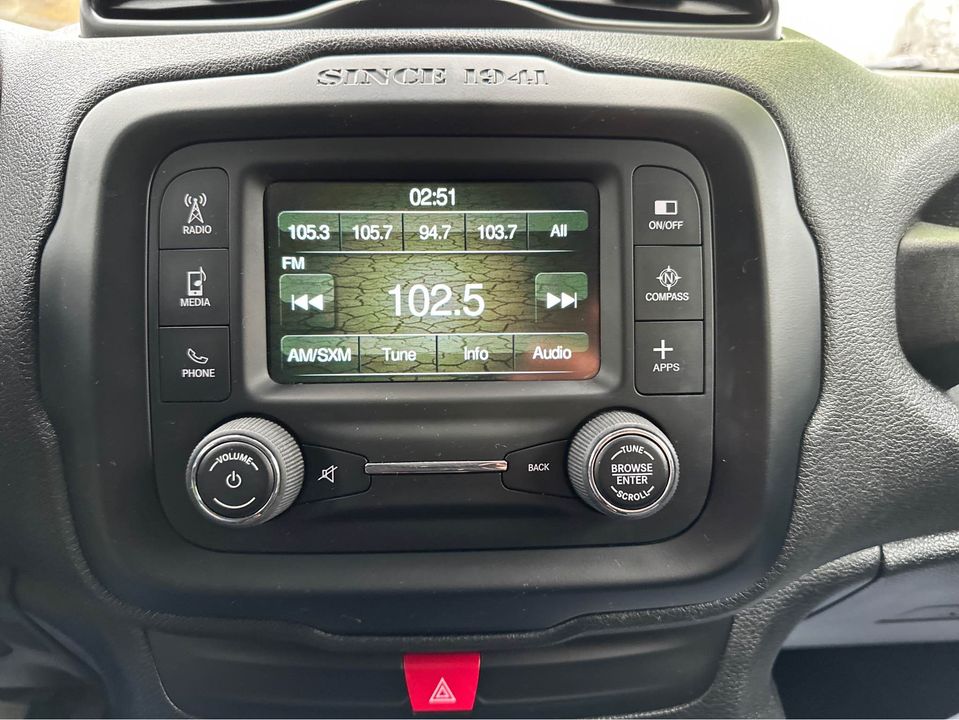 SINCE 1941
RADIO
MEDIA
PHONE
02:51
105.3 105.7 94.7 103.7 All
FM
102.5
AM/SXM Tune Info Audio
ON/OFF
N
COMPASS
APPS
VOLUME
BACK
TUNE
BROWSE
ENTER
SCROLL